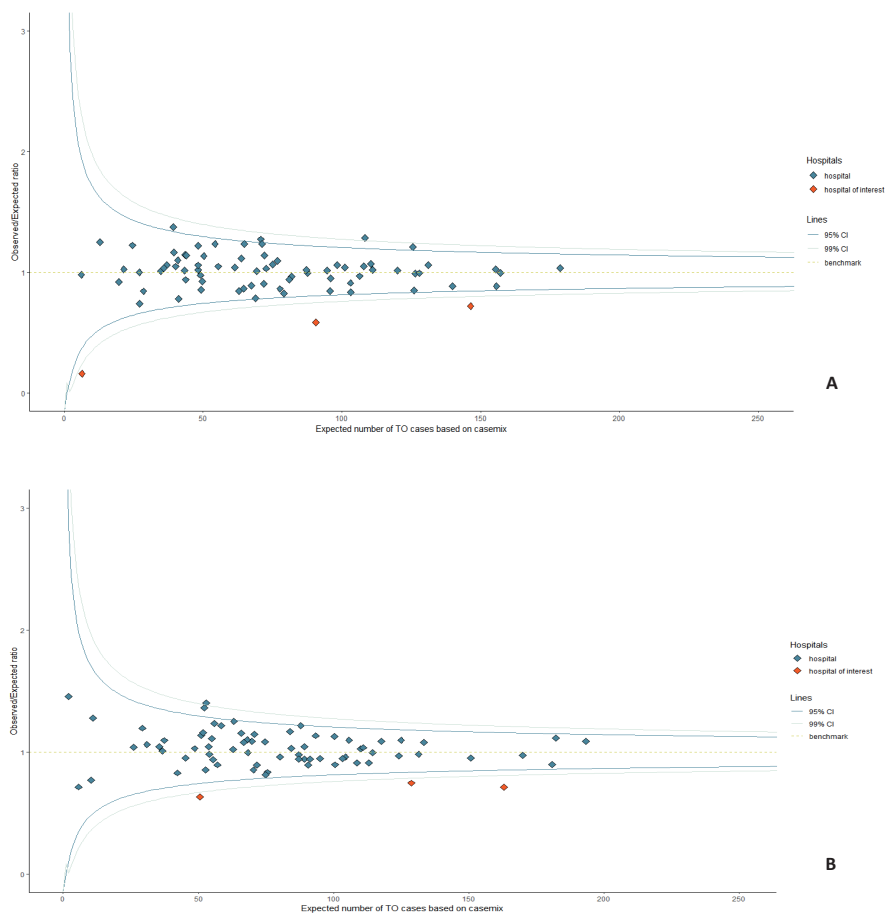 3
2
1
0
Observed/Expected ratio
0
50
100
150
200
250
Expected number of TO cases based on casemix
Hospitals
hospital
hospital of interest
Lines
95% CI
99% CI
benchmark
A
3
2
1
0
Observed/Expected ratio
0
50
100
150
200
250
Expected number of TO cases based on casemix
Hospitals
hospital
hospital of interest
Lines
95% CI
99% CI
benchmark
B